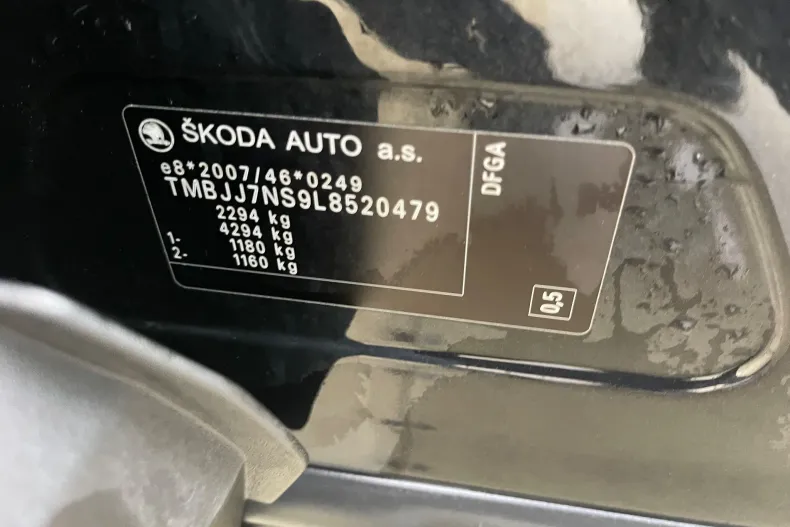 ŠKODA AUTO a.s.
e8*2007/46*0249
TMBJJ7NS9L8520479
2294 kg
4294 kg
1- 1180 kg
2- 1160 kg
DFGA
0,5